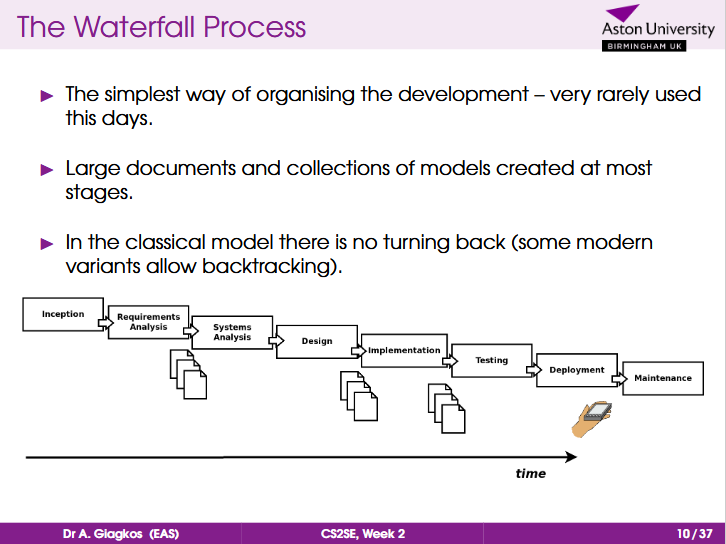 The Waterfall Process
Aston University
BIRMINGHAM UK
▶ The simplest way of organising the development – very rarely used
this days.
▶ Large documents and collections of models created at most
stages.
▶ In the classical model there is no turning back (some modern
variants allow backtracking).
Inception
Requirements
Analysis
Systems
Analysis
Design
Implementation
Testing
Deployment
Maintenance
time
Dr A. Giagkos (EAS)
CS2SE, Week 2
10 / 37